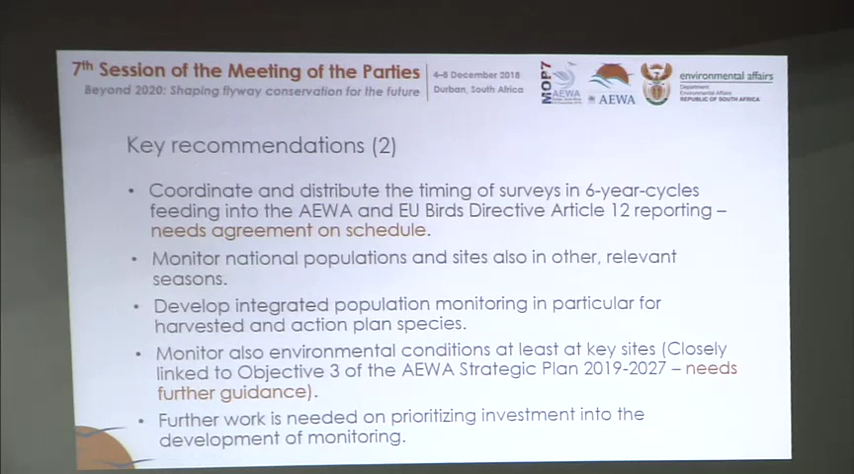 7th Session of the Meeting of the Parties
Beyond 2020: Shaping flyway conservation for the future
4–8 December 2018
Durban, South Africa
MOP7
AEWA
AEWA
environmental affairs
Department:
Environmental Affairs
REPUBLIC OF SOUTH AFRICA
Key recommendations (2)
• Coordinate and distribute the timing of surveys in 6-year-cycles
feeding into the AEWA and EU Birds Directive Article 12 reporting –
needs agreement on schedule.
• Monitor national populations and sites also in other, relevant
seasons.
• Develop integrated population monitoring in particular for
harvested and action plan species.
• Monitor also environmental conditions at least at key sites (Closely
linked to Objective 3 of the AEWA Strategic Plan 2019-2027 – needs
further guidance).
• Further work is needed on prioritizing investment into the
development of monitoring.